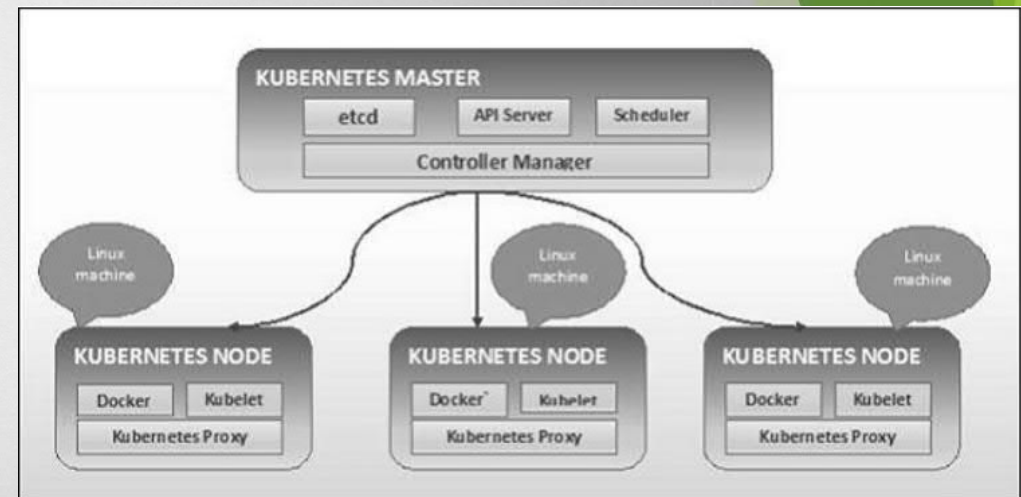 KUBERNETES MASTER
etcd API Server Scheduler
Controller Manager
Linux
machine
Linux
machine
Linux
machine
KUBERNETES NODE
Docker Kubelet
Kubernetes Proxy
KUBERNETES NODE
Docker Kubelet
Kubernetes Proxy
KUBERNETES NODE
Docker Kubelet
Kubernetes Proxy